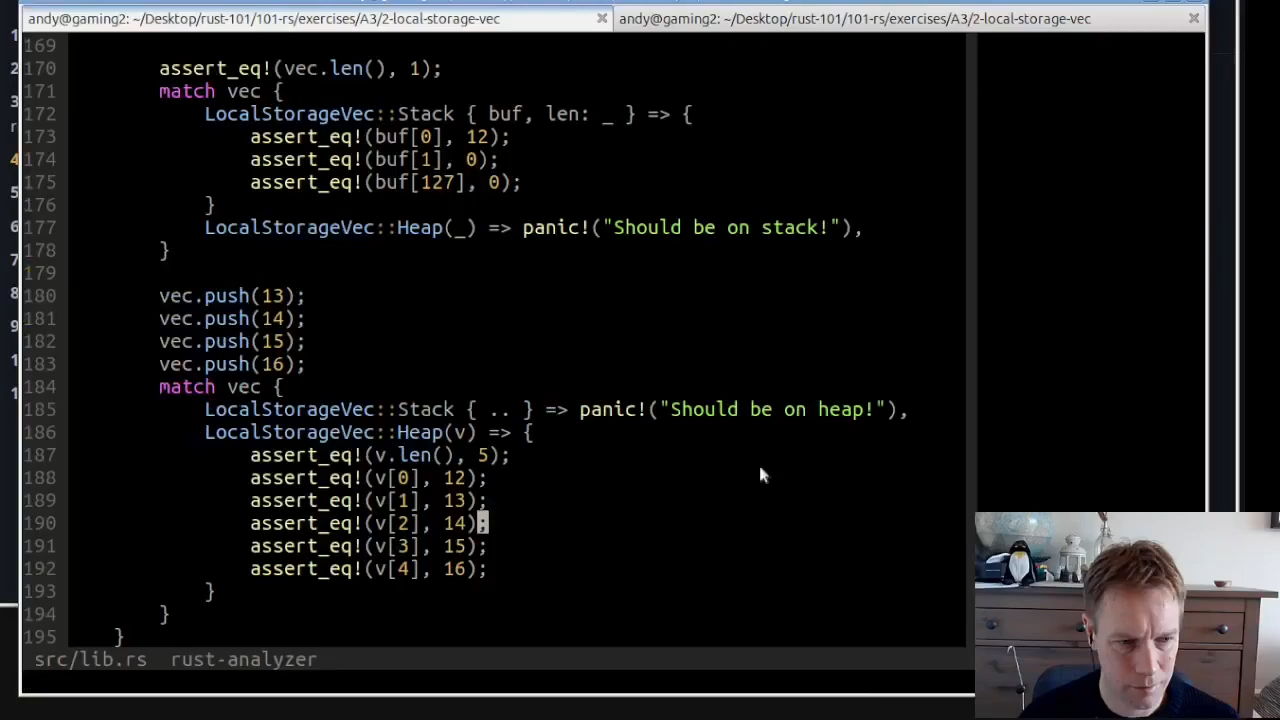 andy@gaming2: ~/Desktop/rust-101/101-rs/exercises/A3/2-local-storage-vec
andy@gaming2: ~/Desktop/rust-101/101-rs/exercises/A3/2-local-storage-vec
169
170 assert_eq!(vec.len(), 1);
171 match vec {
172 LocalStorageVec::Stack { buf, len: _ } => {
173 assert_eq!(buf[0], 12);
174 assert_eq!(buf[1], 0);
175 assert_eq!(buf[127], 0);
176 }
177 LocalStorageVec::Heap(_) => panic!("Should be on stack!"),
178 }
179
180 vec.push(13);
181 vec.push(14);
182 vec.push(15);
183 vec.push(16);
184 match vec {
185 LocalStorageVec::Stack { .. } => panic!("Should be on heap!"),
186 LocalStorageVec::Heap(v) => {
187 assert_eq!(v.len(), 5);
188 assert_eq!(v[0], 12);
189 assert_eq!(v[1], 13);
190 assert_eq!(v[2], 14);
191 assert_eq!(v[3], 15);
192 assert_eq!(v[4], 16);
193 }
194 }
195 }
src/lib.rs rust-analyzer